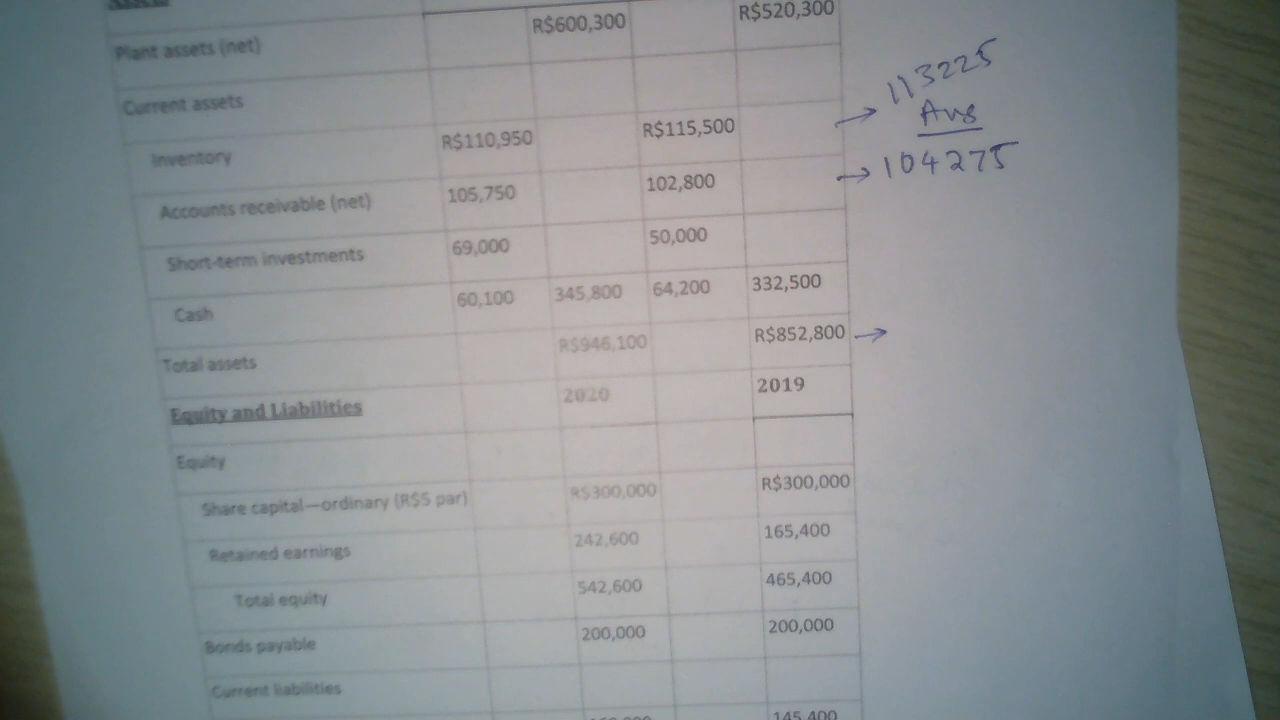 Plant assets (net) R$600,300 R$520,300
Current assets
Inventory R$110,950 R$115,500 → 113225
Avg
Accounts receivable (net) 105,750 102,800 → 104275
Short-term investments 69,000 50,000
Cash 60,100 345,800 64,200 332,500
Total assets R$946,100 R$852,800 →
Equity and Liabilities 2020 2019
Equity
Share capital—ordinary (R$5 par) R$300,000 R$300,000
Retained earnings 242,600 165,400
Total equity 542,600 465,400
Bonds payable 200,000 200,000
Current liabilities
145,400